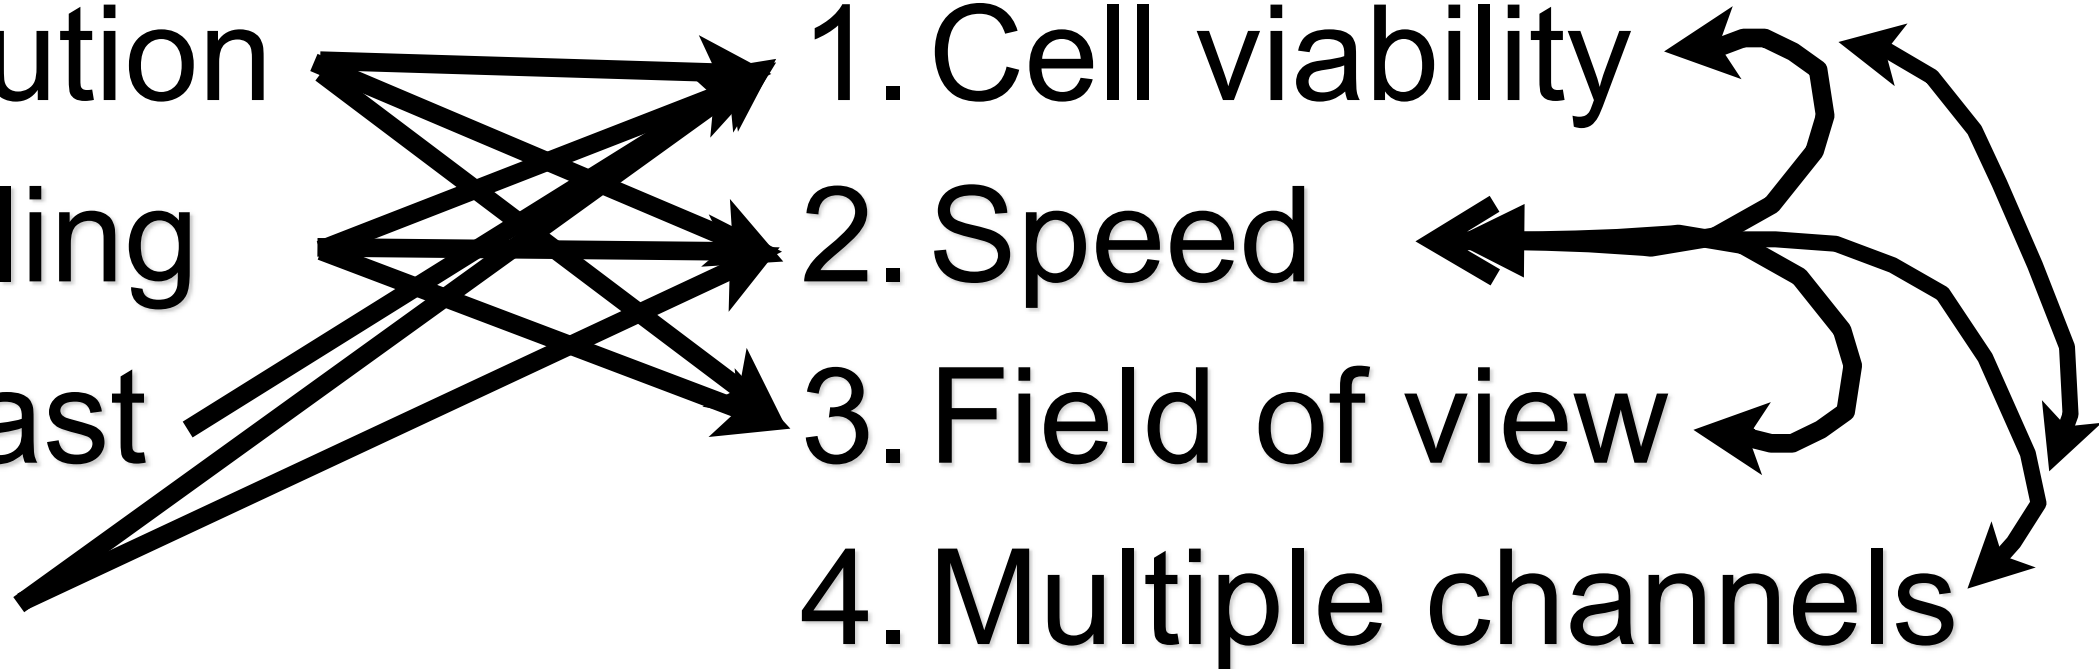 ution
ling
ast
1. Cell viability
2. Speed
3. Field of view
4. Multiple channels